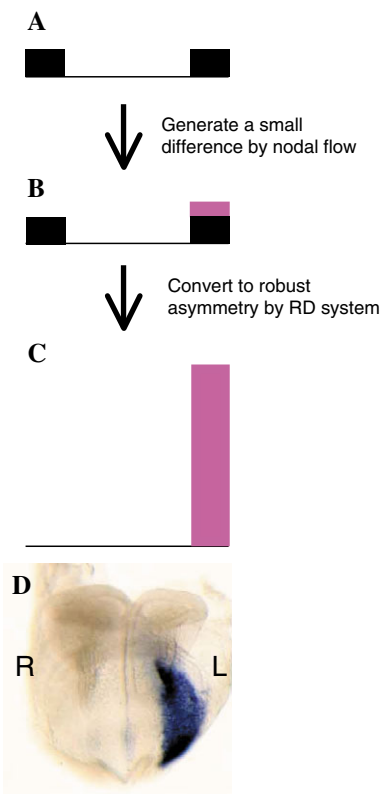 A
Generate a small
difference by nodal flow
B
Convert to robust
asymmetry by RD system
C
D
R
L